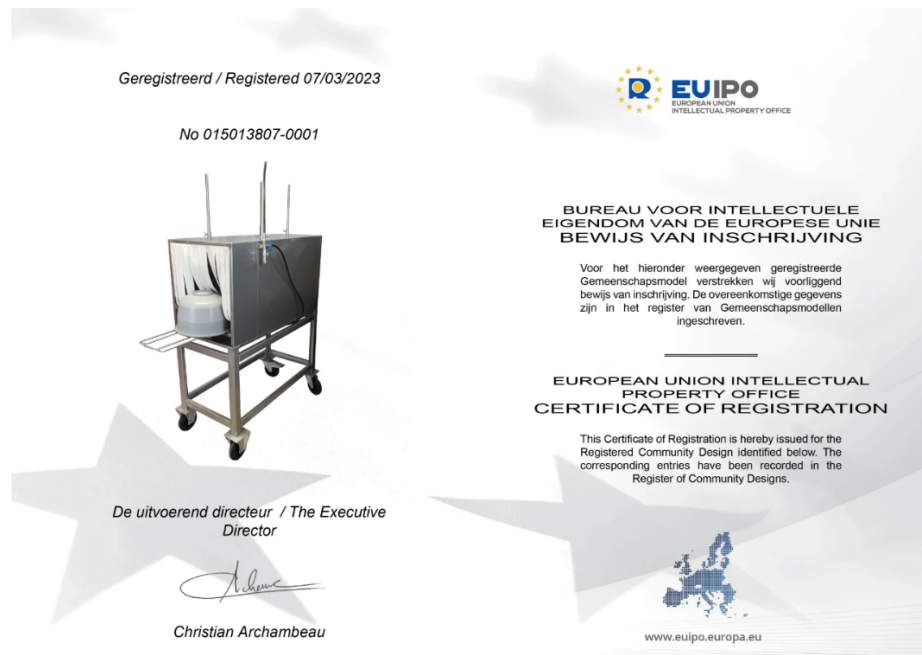 Geregistreerd / Registered 07/03/2023
No 015013807-0001
De uitvoerend directeur / The Executive
Director
Christian Archambeau
EUIPO
EUROPEAN UNION
INTELLECTUAL PROPERTY OFFICE
BUREAU VOOR INTELLECTUELE
EIGENDOM VAN DE EUROPESE UNIE
BEWIJS VAN INSCHRIJVING
Voor het hieronder weergegeven geregistreerde
Gemeenschapsmodel verstrekken wij voorliggend
bewijs van inschrijving. De overeenkomstige gegevens
zijn in het register van Gemeenschapsmodellen
ingeschreven.
EUROPEAN UNION INTELLECTUAL
PROPERTY OFFICE
CERTIFICATE OF REGISTRATION
This Certificate of Registration is hereby issued for the
Registered Community Design identified below. The
corresponding entries have been recorded in the
Register of Community Designs.
www.euipo.europa.eu